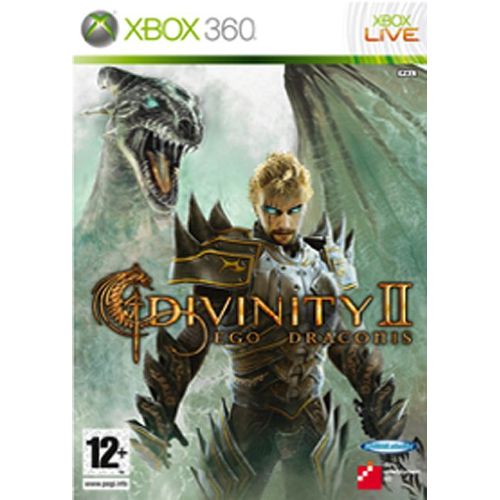 XBOX 360
XBOX
LIVE
DIVINITY II
EGO DRACONIS
12+
www.pegi.info